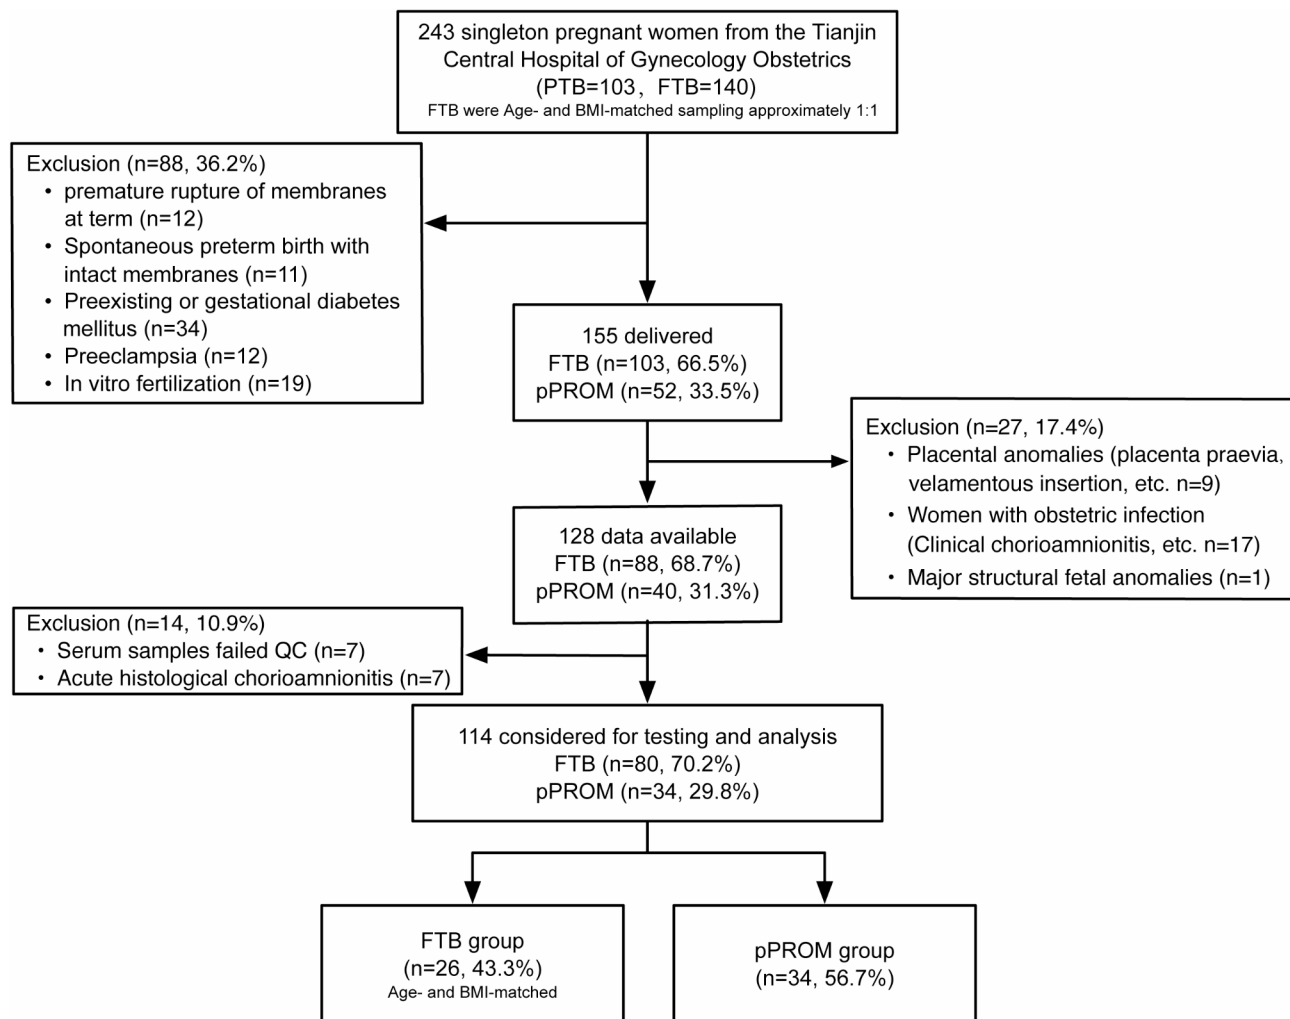 243 singleton pregnant women from the Tianjin
Central Hospital of Gynecology Obstetrics
(PTB=103, FTB=140)
FTB were Age- and BMI-matched sampling approximately 1:1
Exclusion (n=88, 36.2%)
• premature rupture of membranes
at term (n=12)
• Spontaneous preterm birth with
intact membranes (n=11)
• Preexisting or gestational diabetes
mellitus (n=34)
• Preeclampsia (n=12)
• In vitro fertilization (n=19)
155 delivered
FTB (n=103, 66.5%)
pPROM (n=52, 33.5%)
Exclusion (n=27, 17.4%)
• Placental anomalies (placenta praevia,
velamentous insertion, etc. n=9)
• Women with obstetric infection
(Clinical chorioamnionitis, etc. n=17)
• Major structural fetal anomalies (n=1)
128 data available
FTB (n=88, 68.7%)
pPROM (n=40, 31.3%)
Exclusion (n=14, 10.9%)
• Serum samples failed QC (n=7)
• Acute histological chorioamnionitis (n=7)
114 considered for testing and analysis
FTB (n=80, 70.2%)
pPROM (n=34, 29.8%)
FTB group
(n=26, 43.3%)
Age- and BMI-matched
pPROM group
(n=34, 56.7%)